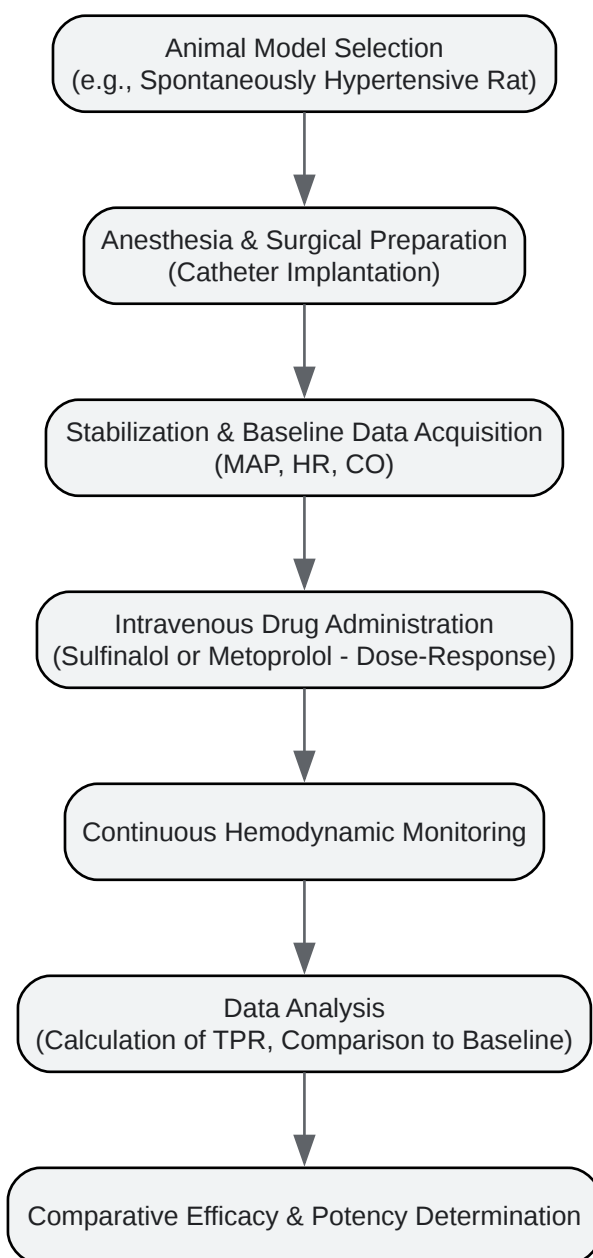 Animal Model Selection
(e.g., Spontaneously Hypertensive Rat)
Anesthesia & Surgical Preparation
(Catheter Implantation)
Stabilization & Baseline Data Acquisition
(MAP, HR, CO)
Intravenous Drug Administration
(Sulfinalol or Metoprolol - Dose-Response)
Continuous Hemodynamic Monitoring
Data Analysis
(Calculation of TPR, Comparison to Baseline)
Comparative Efficacy & Potency Determination